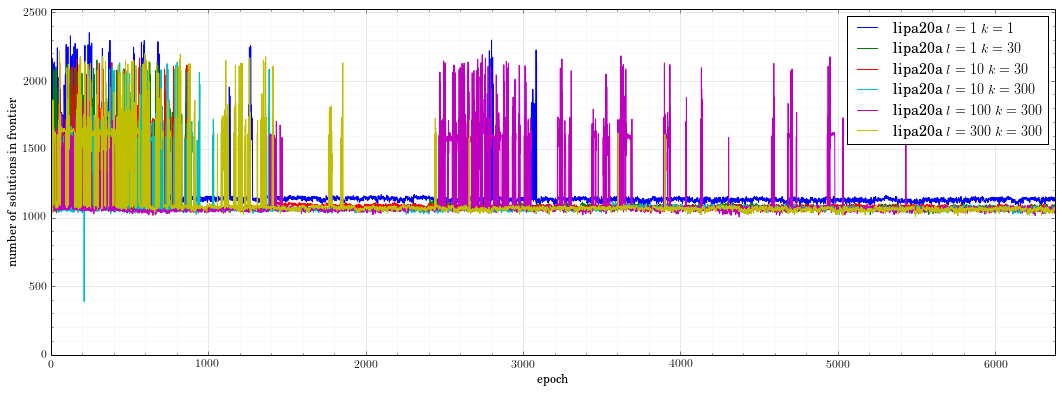 2500
2000
1500
1000
500
0
number of solutions in frontier
lipa20a l = 1 k = 1
lipa20a l = 1 k = 30
lipa20a l = 10 k = 30
lipa20a l = 10 k = 300
lipa20a l = 100 k = 300
lipa20a l = 300 k = 300
0 1000 2000 3000 4000 5000 6000
epoch